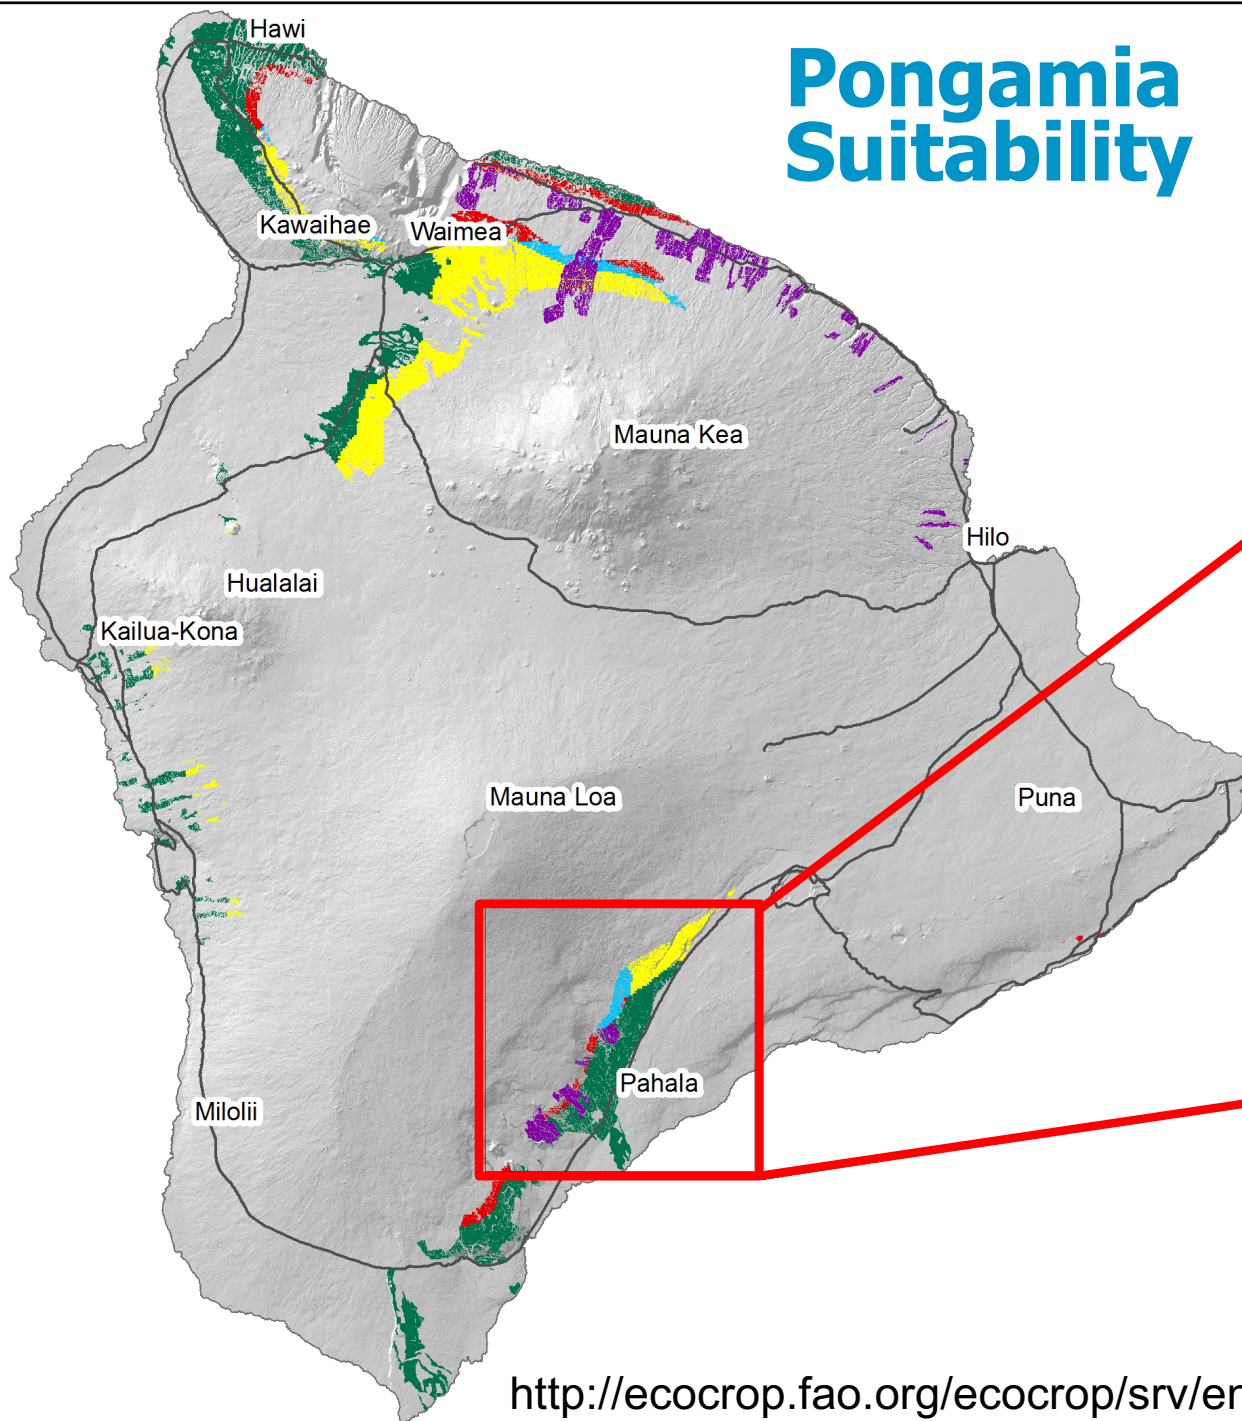 Pongamia
Suitability
Hawi
Kawaihae
Waimea
Mauna Kea
Hilo
Hualalai
Kailua-Kona
Mauna Loa
Puna
Pahala
Milolii
http://ecocrop.fao.org/ecocrop/srv/en